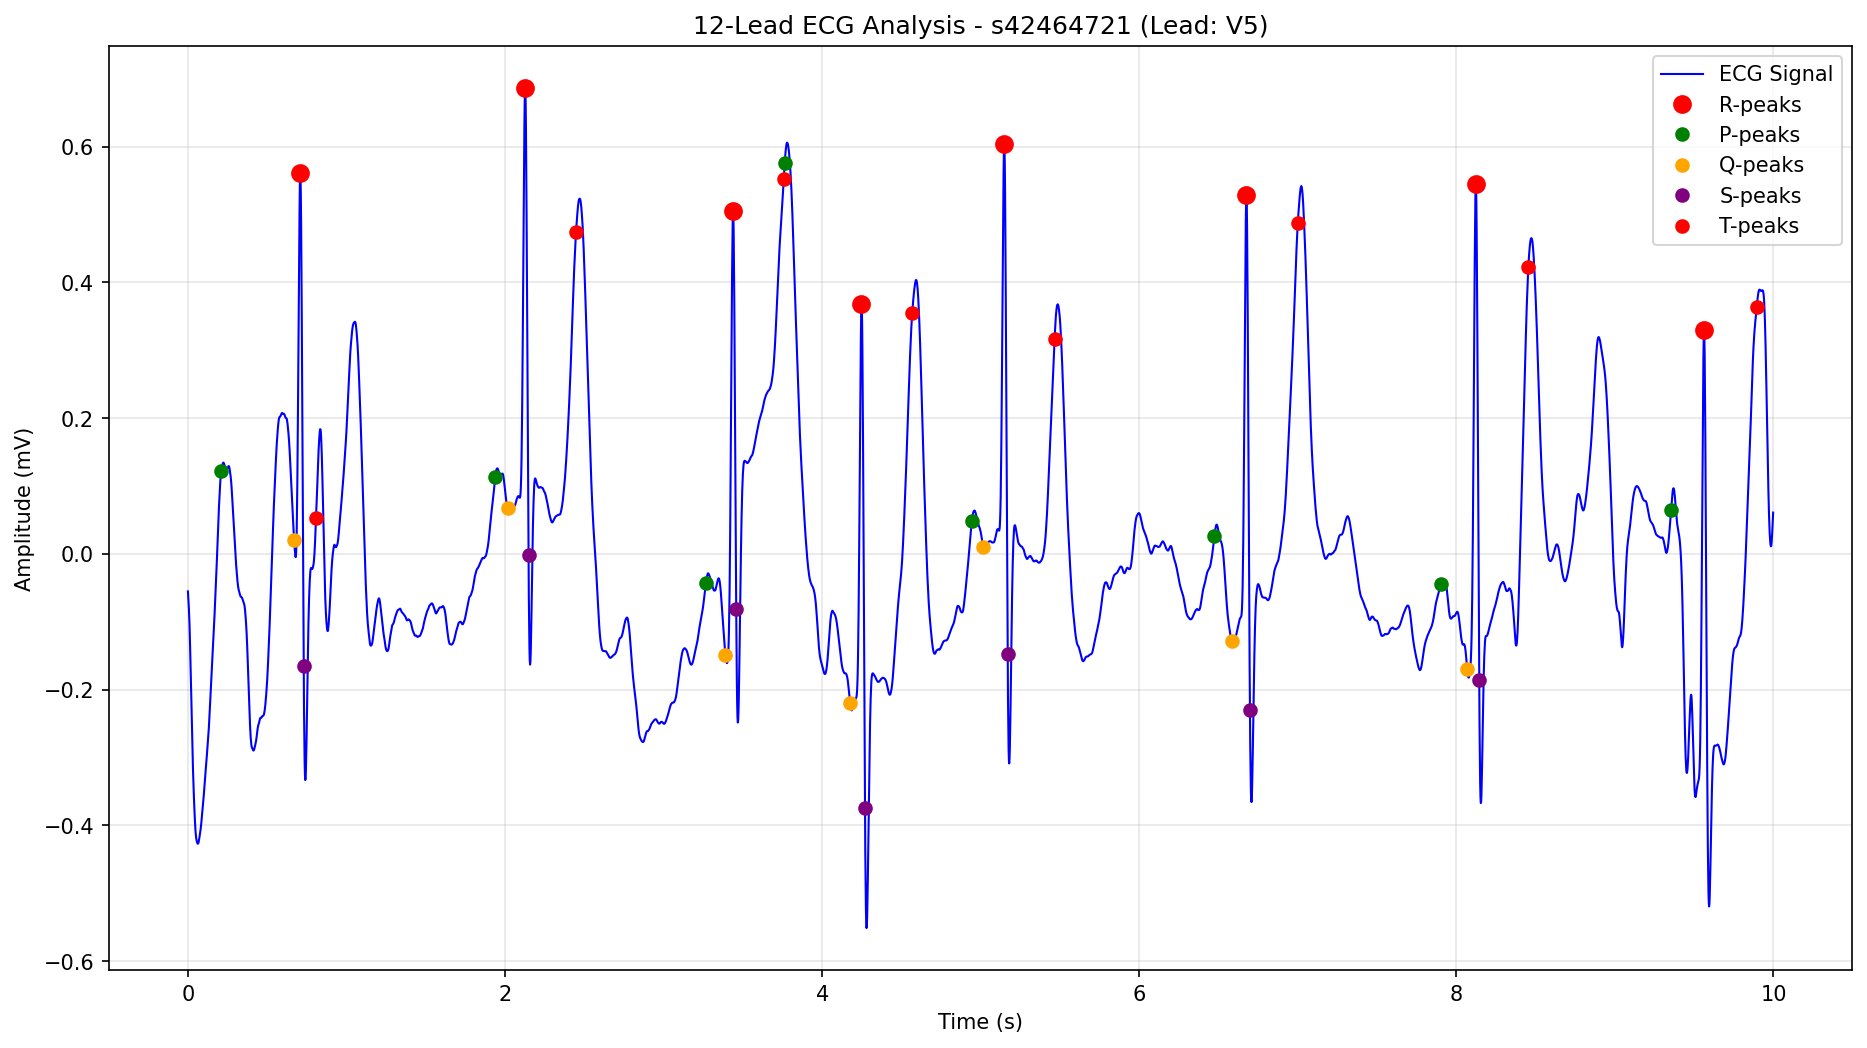 12-Lead ECG Analysis - s42464721 (Lead: V5)
ECG Signal
R-peaks
P-peaks
Q-peaks
S-peaks
T-peaks
Amplitude (mV)
0.6
0.4
0.2
0.0
−0.2
−0.4
−0.6
0 2 4 6 8 10
Time (s)